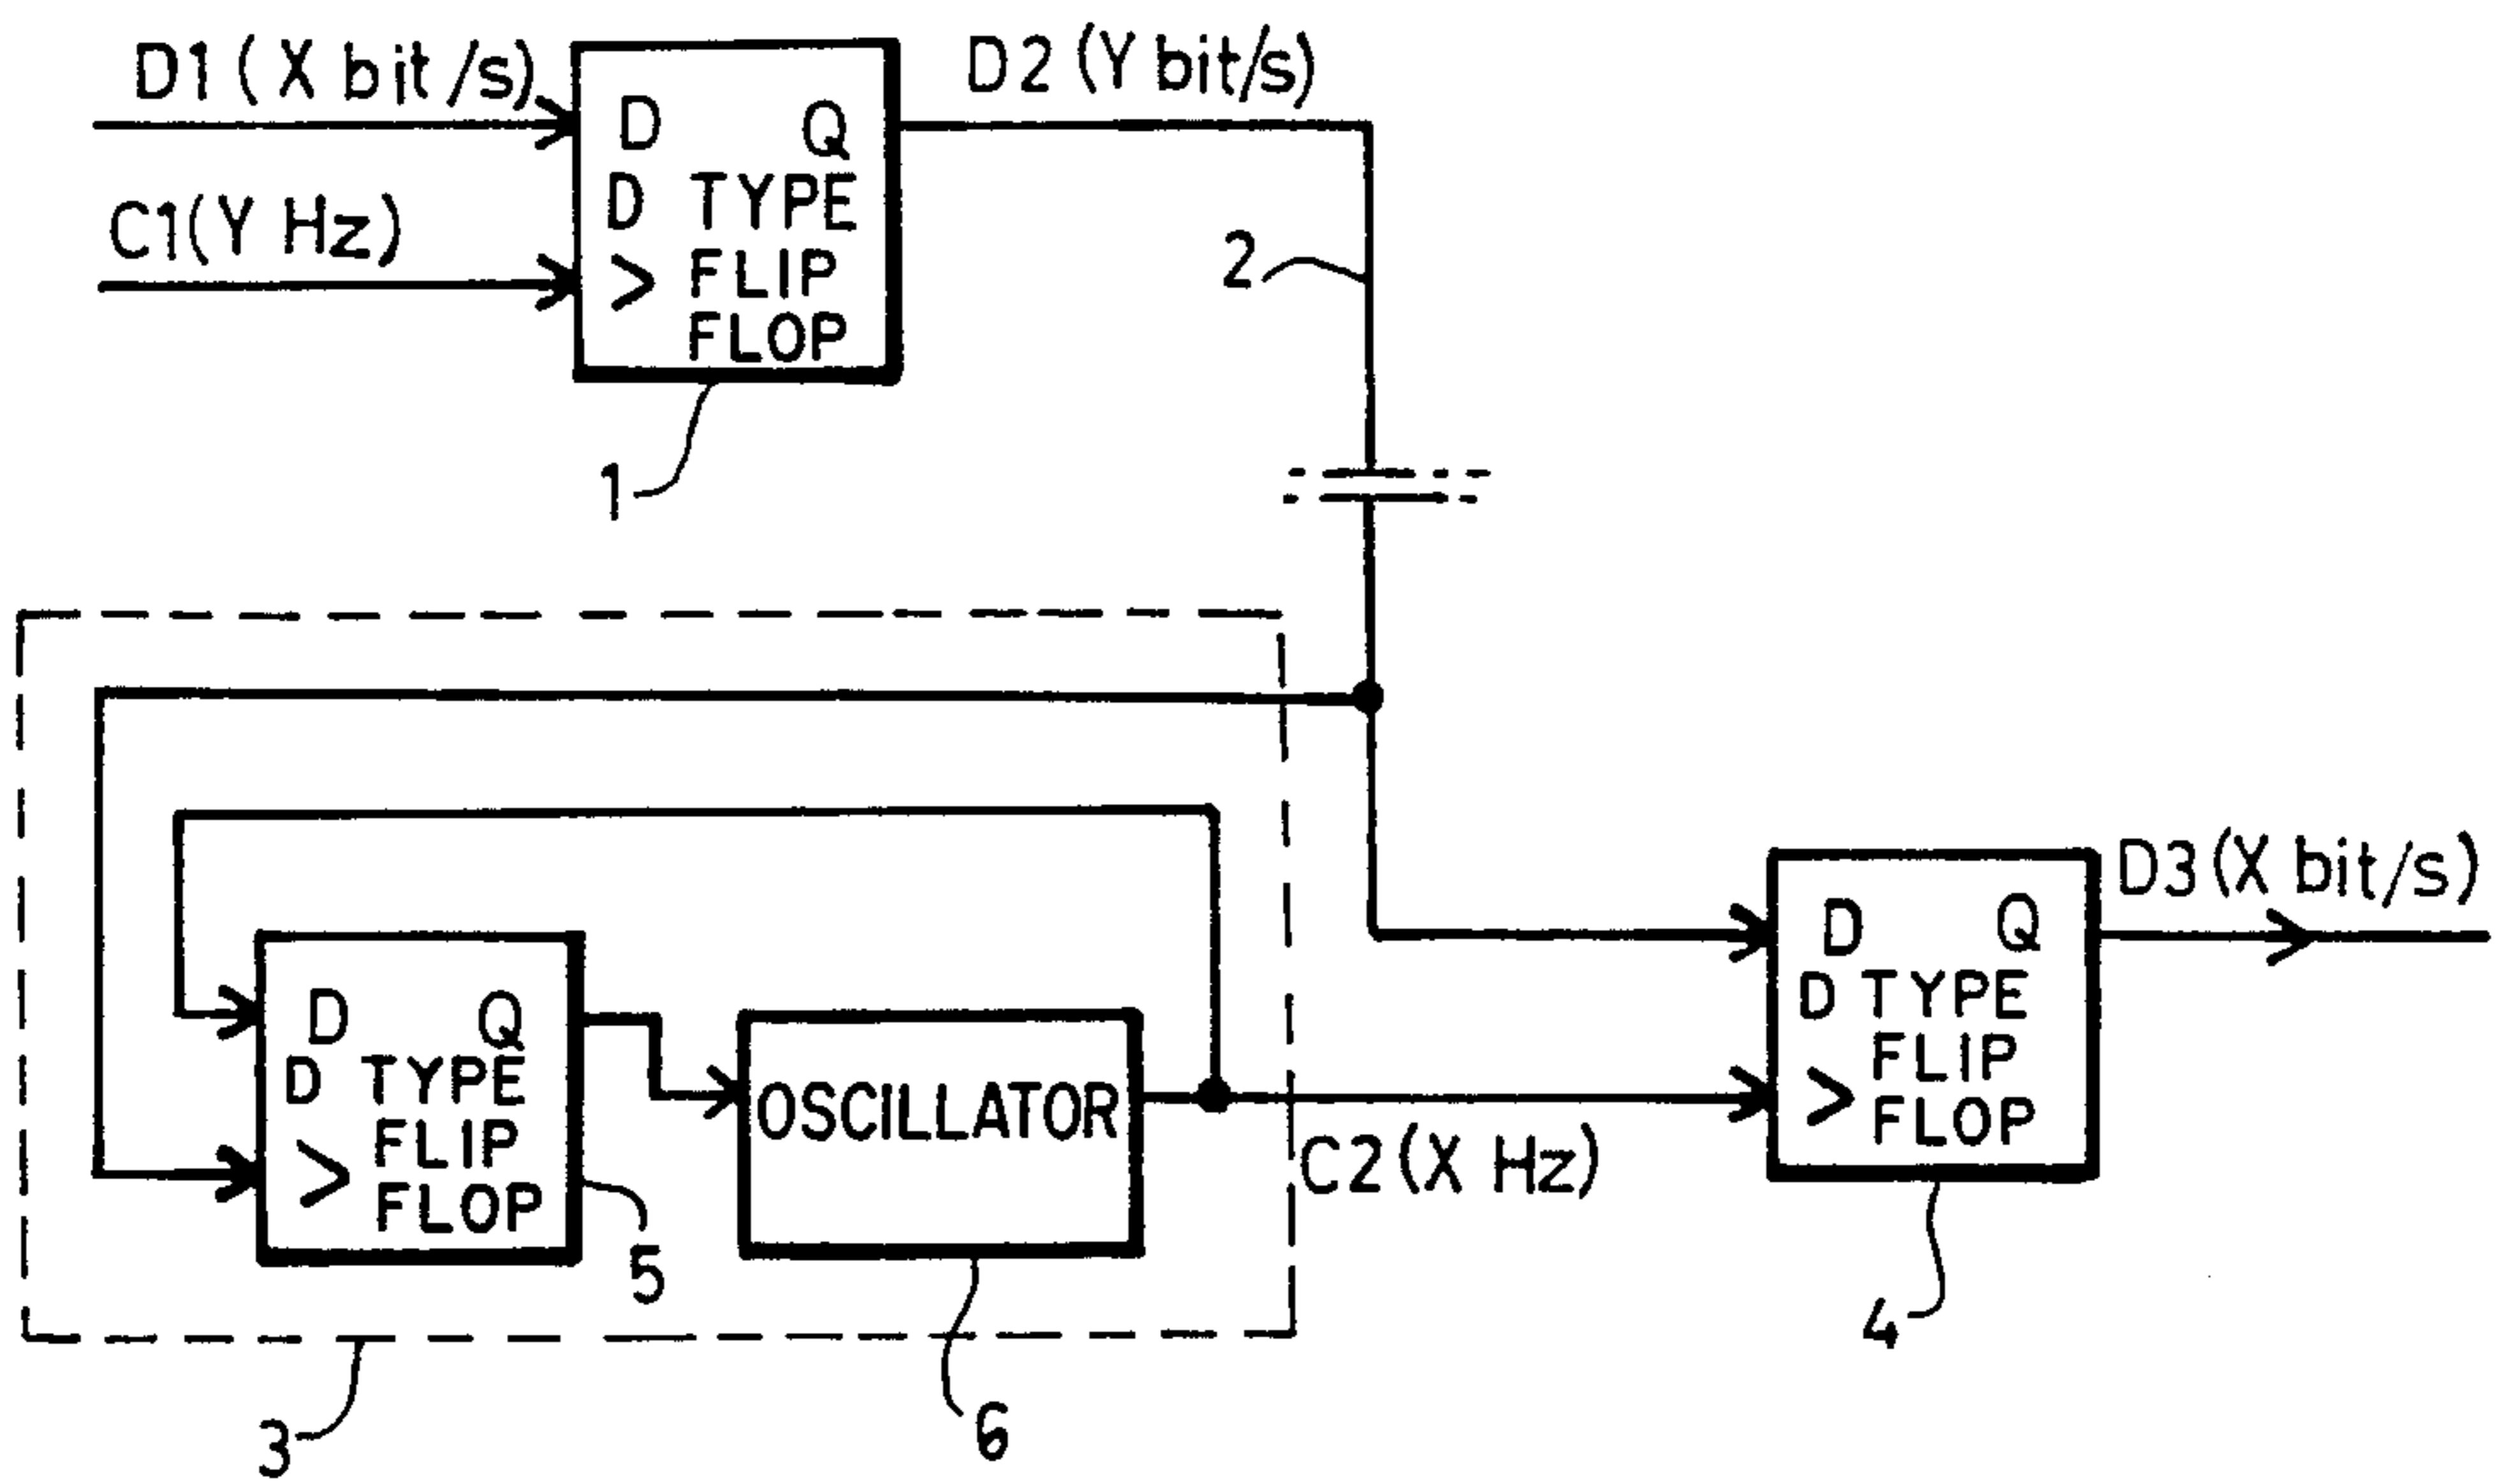 D1(X bit/s)
D2(Y bit/s)
C1(Y Hz)
D Q
D TYPE
> FLIP
FLOP
2
1
D3(X bit/s)
D Q
D TYPE
FLIP
> FLOP
D Q
D TYPE
FLIP
> FLOP
OSCILLATOR
C2(X Hz)
5
4
3
6